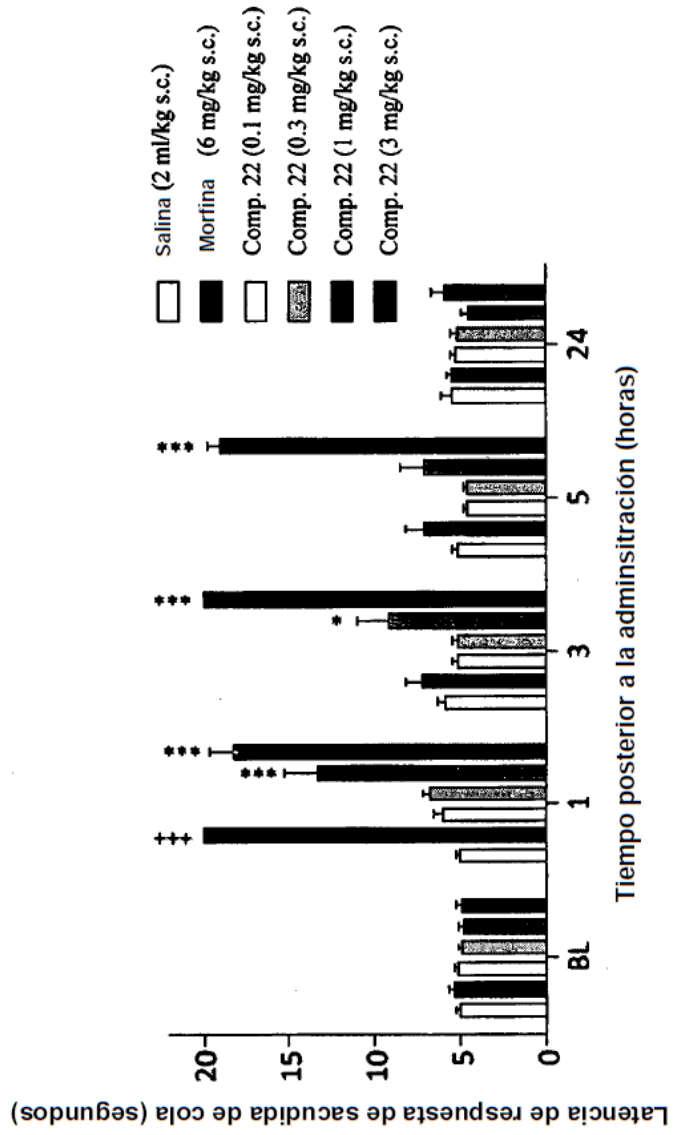 Salina (2 ml/kg s.c.)
Morfina (6 mg/kg s.c.)
Comp. 22 (0.1 mg/kg s.c.)
Comp. 22 (0.3 mg/kg s.c.)
Comp. 22 (1 mg/kg s.c.)
Comp. 22 (3 mg/kg s.c.)
Latencia de respuesta de sacudida de cola (segundos)
20
15
10
5
0
+++
***
***
*
***
***
BL
1
3
5
24
Tiempo posterior a la adminsitración (horas)